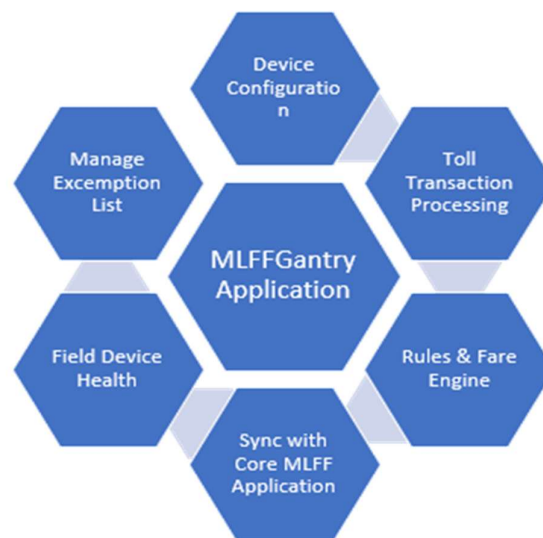 Device
Configuratio
n
Toll
Transaction
Processing
Rules & Fare
Engine
Sync with
Core MLFF
Application
Field Device
Health
Manage
Excemption
List
MLFFGantry
Application